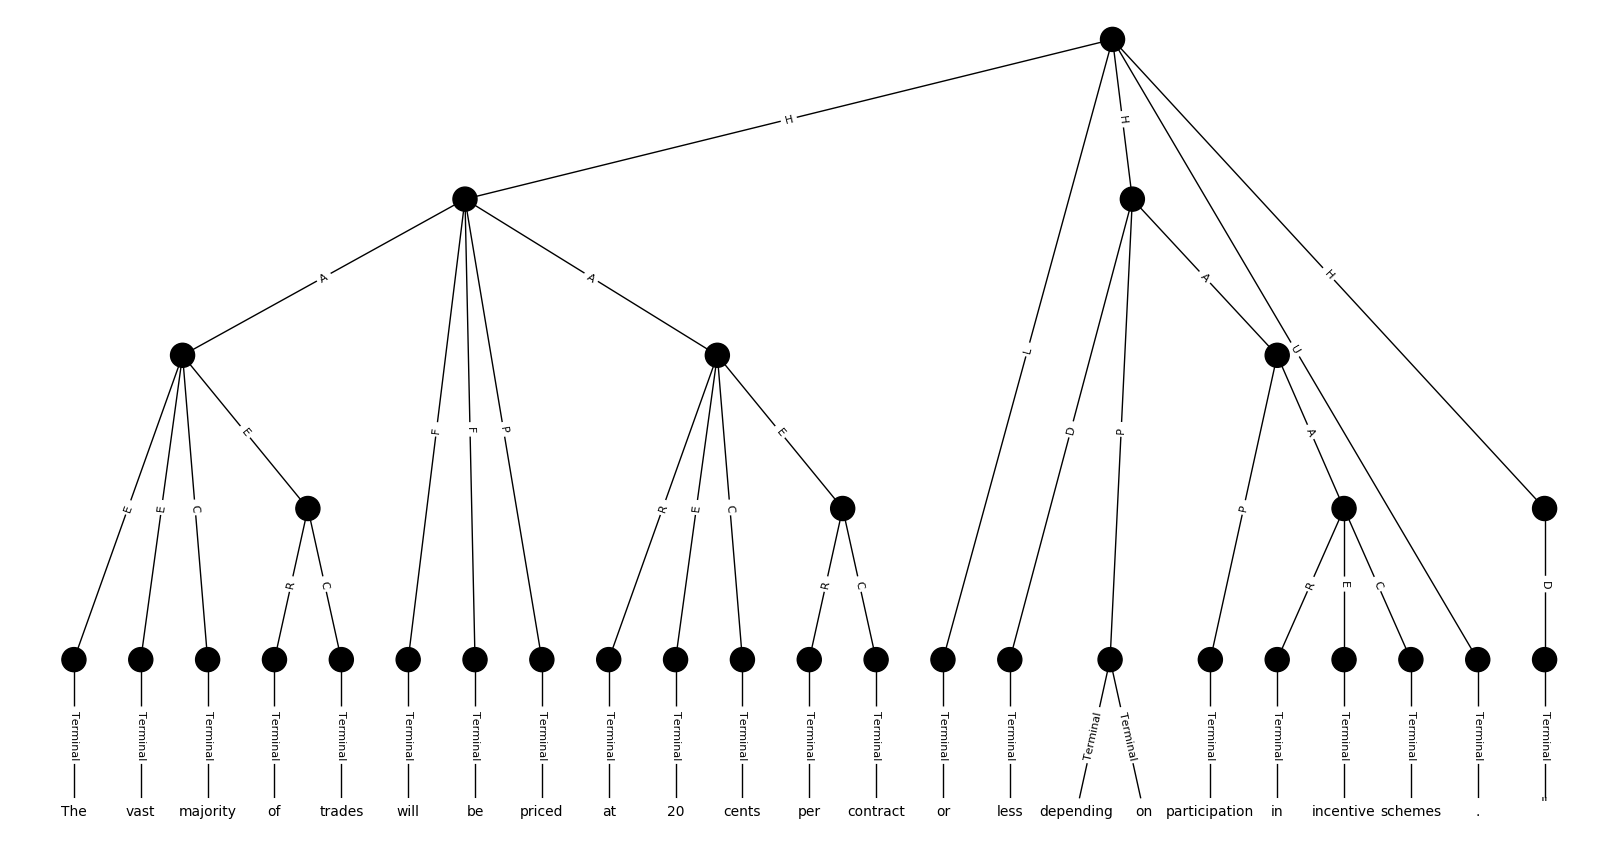 H
H
A
A
L
A
U
H
E
E
C
E
F
F
P
R
E
C
E
D
P
P
A
R
C
R
C
R
E
C
D
Terminal Terminal Terminal Terminal Terminal Terminal Terminal Terminal Terminal Terminal Terminal Terminal Terminal Terminal Terminal Terminal Terminal Terminal Terminal Terminal Terminal Terminal Terminal
The vast majority of trades will be priced at 20 cents per contract or less depending on participation in incentive schemes . "